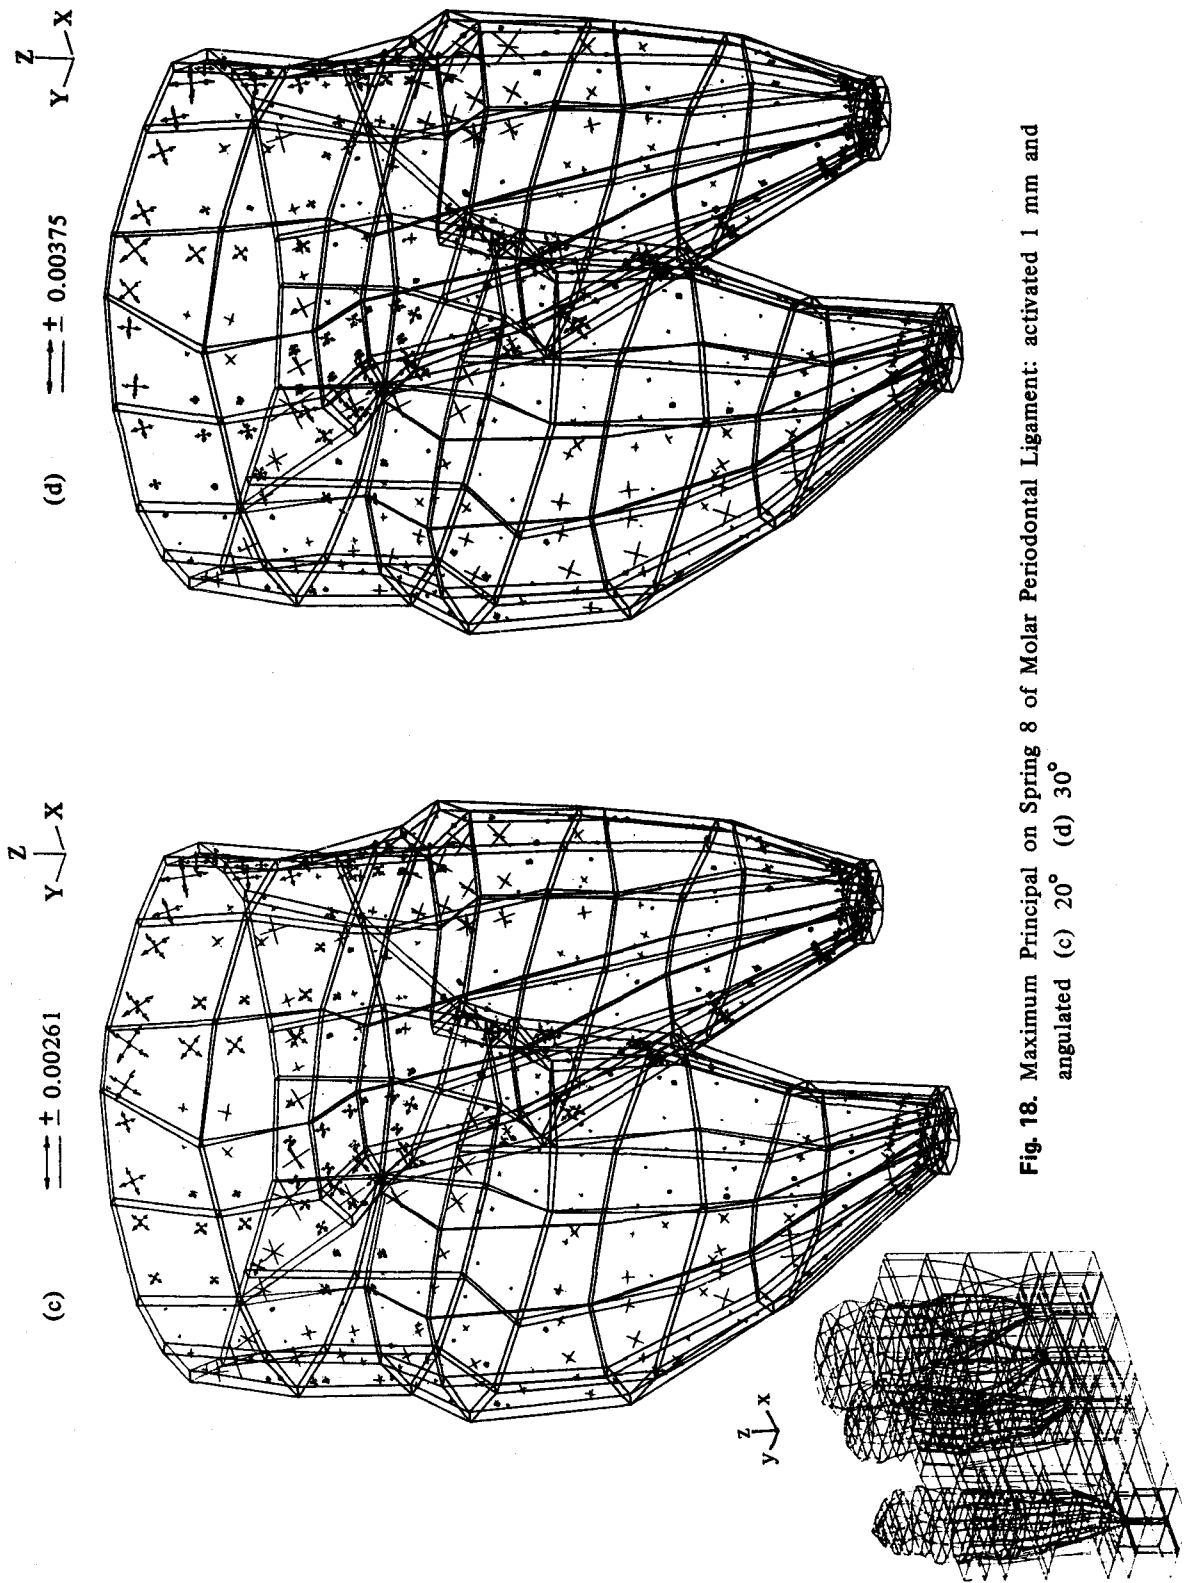 (c)
⟷ ± 0.00261
Z
Y
X
(d)
⟷ ± 0.00375
Z
Y
X
z
y
x
Fig. 18. Maximum Principal on Spring 8 of Molar Periodontal Ligament: activated 1 mm and
angulated (c) 20° (d) 30°